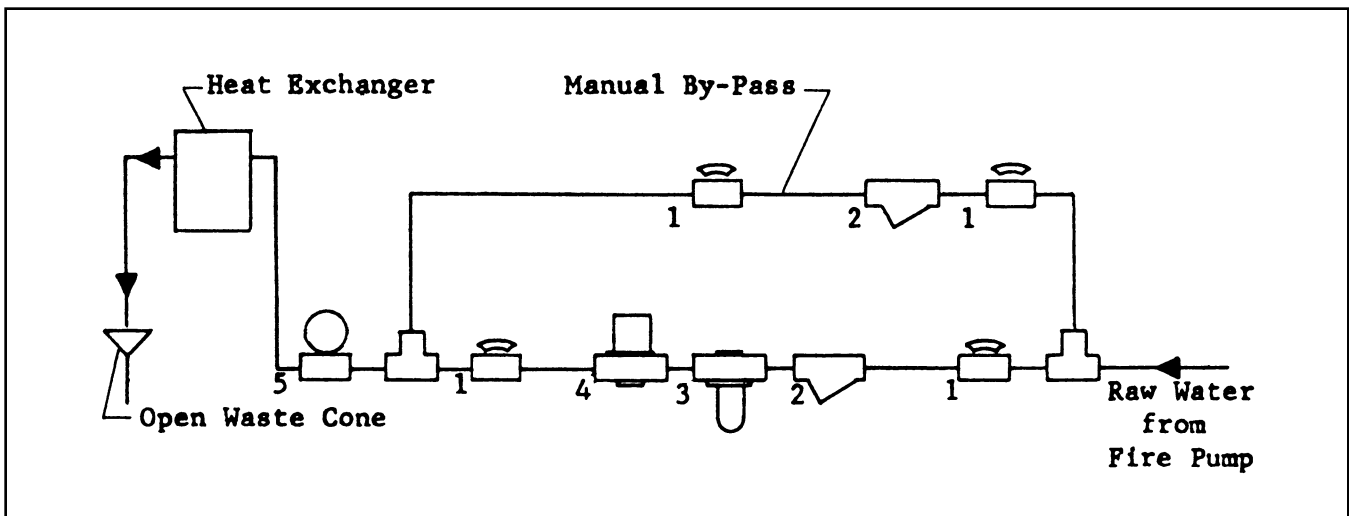 Heat Exchanger
Manual By-Pass
1
2
1
5
1
4
3
2
1
Open Waste Cone
Raw Water
from
Fire Pump